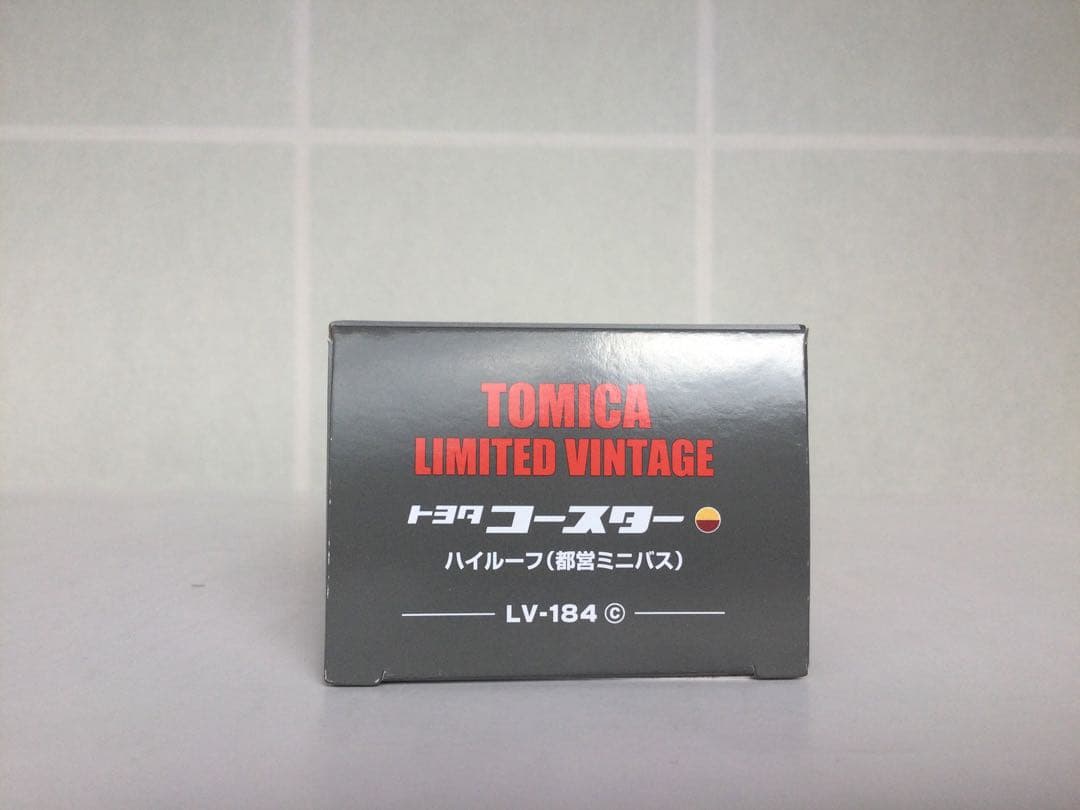 TOMICA
LIMITED VINTAGE
トヨタ コースター
ハイルーフ(都営ミニバス)
LV-184 ⓒ